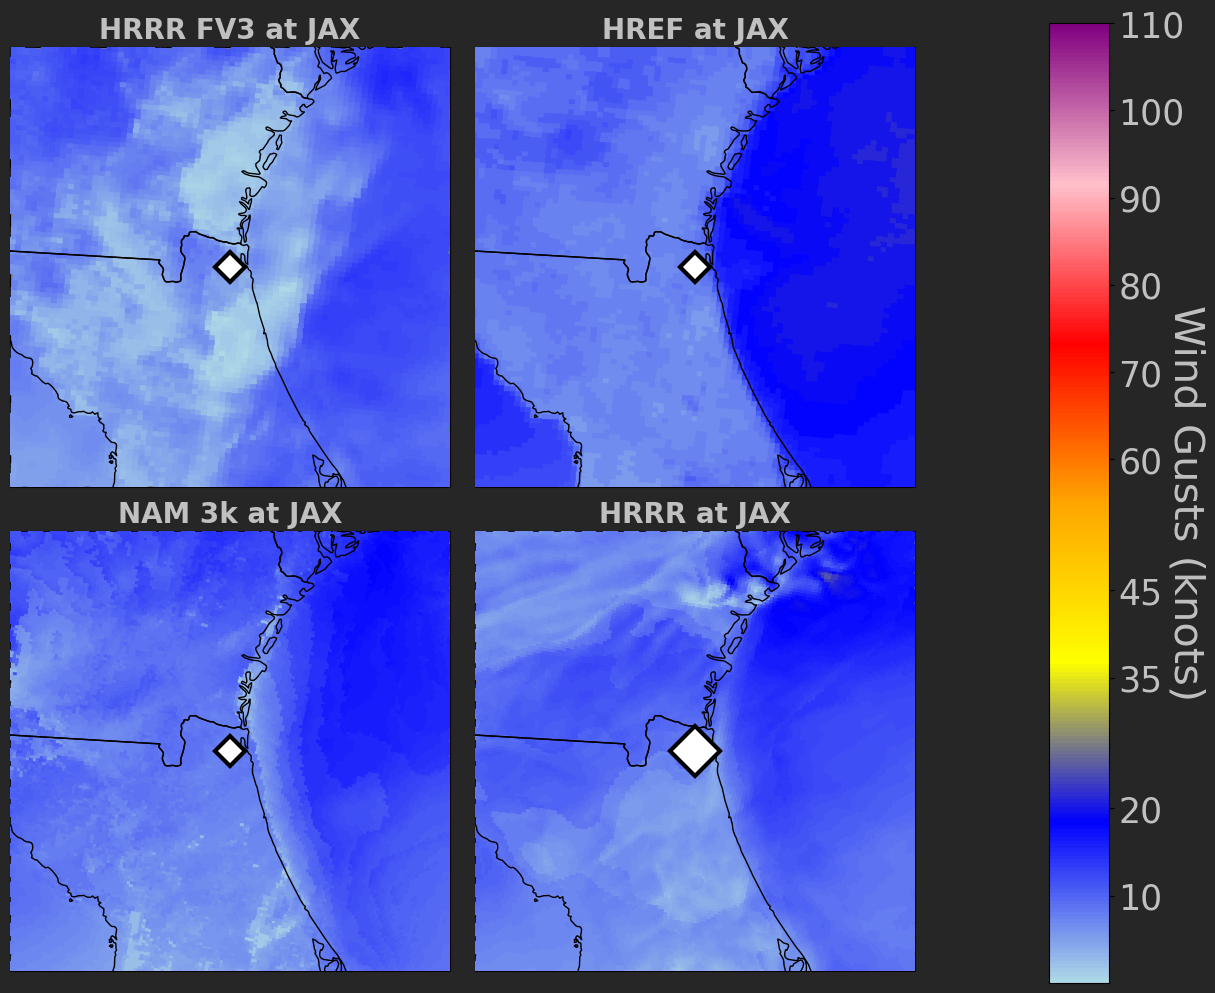 HRRR FV3 at JAX
HREF at JAX
NAM 3k at JAX
HRRR at JAX
110
100
90
80
70
60
45
35
20
10
Wind Gusts (knots)